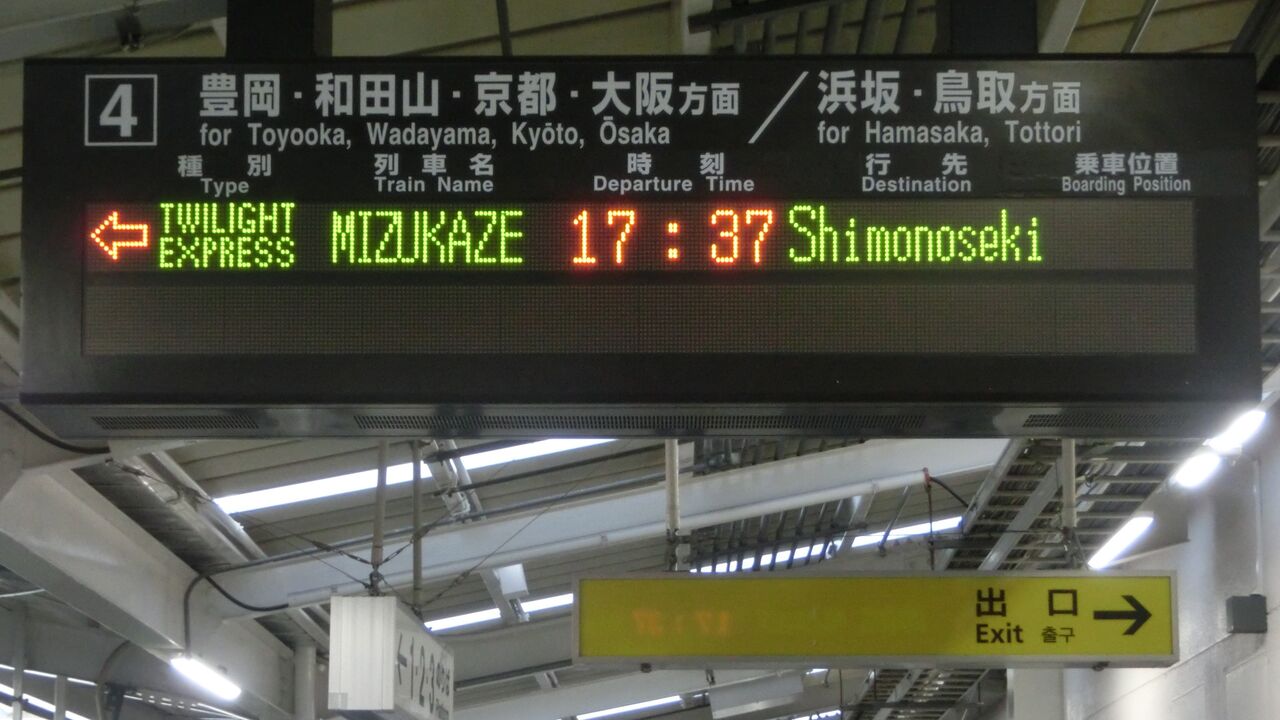 4 豊岡・和田山・京都・大阪方面／浜坂・鳥取方面
for Toyooka, Wadayama, Kyōto, Ōsaka for Hamasaka, Tottori
種別 列車名 時刻 行先 乗車位置
Type Train Name Departure Time Destination Boarding Position
← TWILIGHT EXPRESS MIZUKAZE 17:37 Shimonoseki
出口 →
Exit 출구
←1·2·3